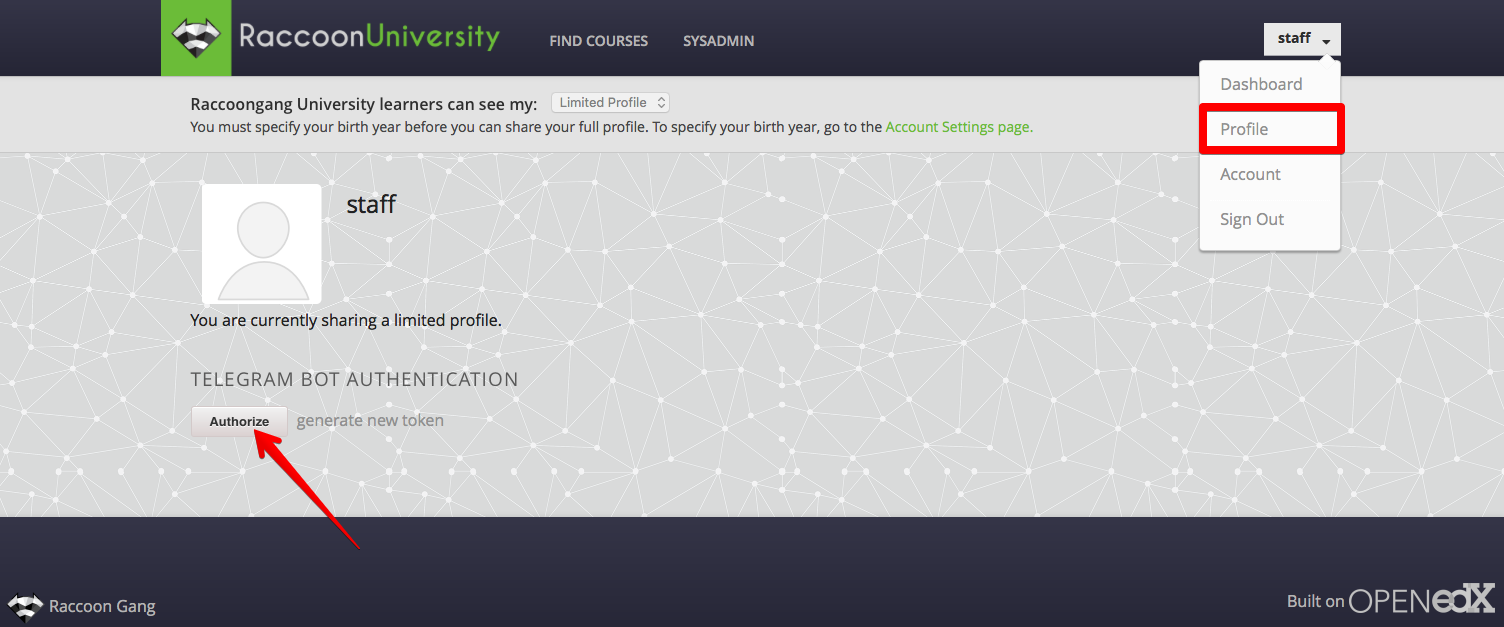 RaccoonUniversity
FIND COURSES
SYSADMIN
staff
Dashboard
Profile
Account
Sign Out
Raccoongang University learners can see my:
Limited Profile
You must specify your birth year before you can share your full profile. To specify your birth year, go to the Account Settings page.
staff
You are currently sharing a limited profile.
TELEGRAM BOT AUTHENTICATION
Authorize
generate new token
Raccoon Gang
Built on OPENedX